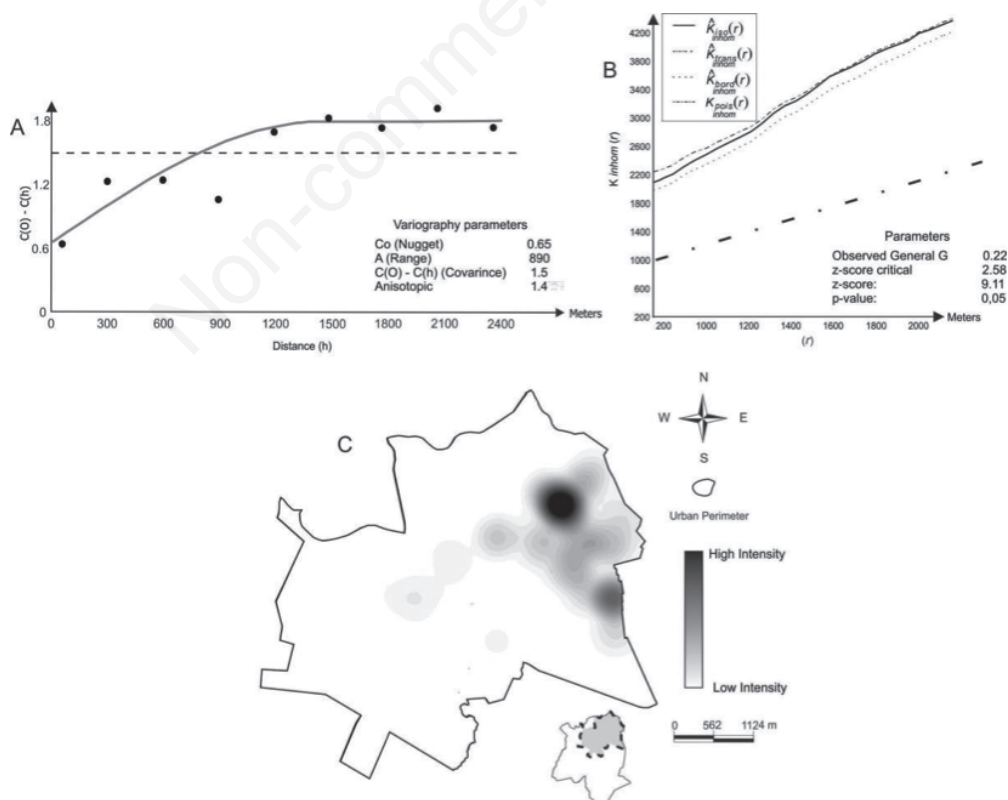 Non-commer
A
1.8
1.2
0.6
0
C(O) - C(h)
Variography parameters
Co (Nugget) 0.65
A (Range) 890
C(O) - C(h) (Covarince) 1.5
Anisotopic 1.4
0 300 600 900 1200 1500 1800 2100 2400 Meters
Distance (h)
B
4200
3800
3400
3000
2600
2200
1800
1400
1000
600
200
K inhom (r)
K̂iso(r)
inhom
K̂trans(r)
inhom
K̂bord(r)
inhom
Kpois(r)
inhom
Parameters
Observed General G 0.22
z-score critical 2.58
z-score: 9.11
p-value: 0,05
200 1000 1200 1400 1600 1800 2000 Meters
(r)
C
N
W E
S
Urban Perimeter
High Intensity
Low Intensity
0 562 1124 m